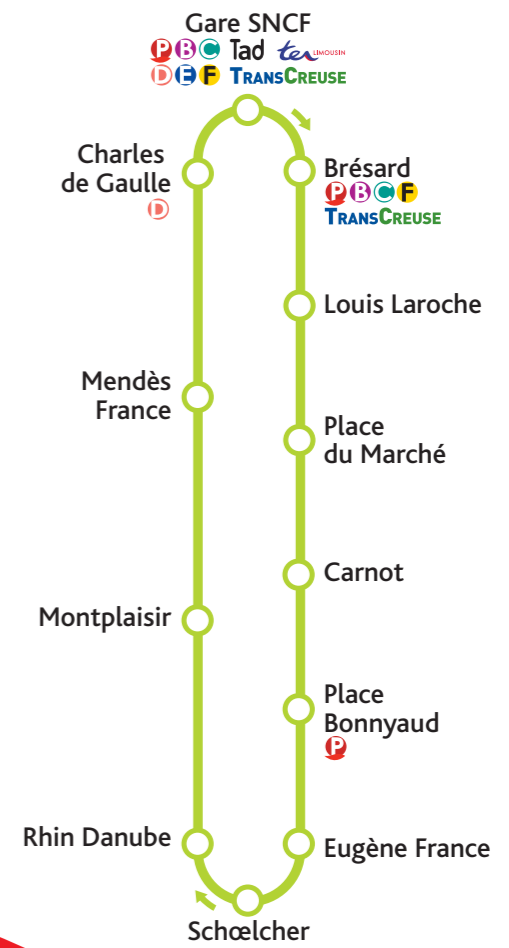 Gare SNCF
P B C Tad ter LIMOUSIN
D E F TRANSCREUSE
Charles
de Gaulle
D
Brésard
P B C F
TRANSCREUSE
Louis Laroche
Mendès
France
Place
du Marché
Carnot
Montplaisir
Place
Bonnyaud
P
Rhin Danube
Eugène France
Schœlcher